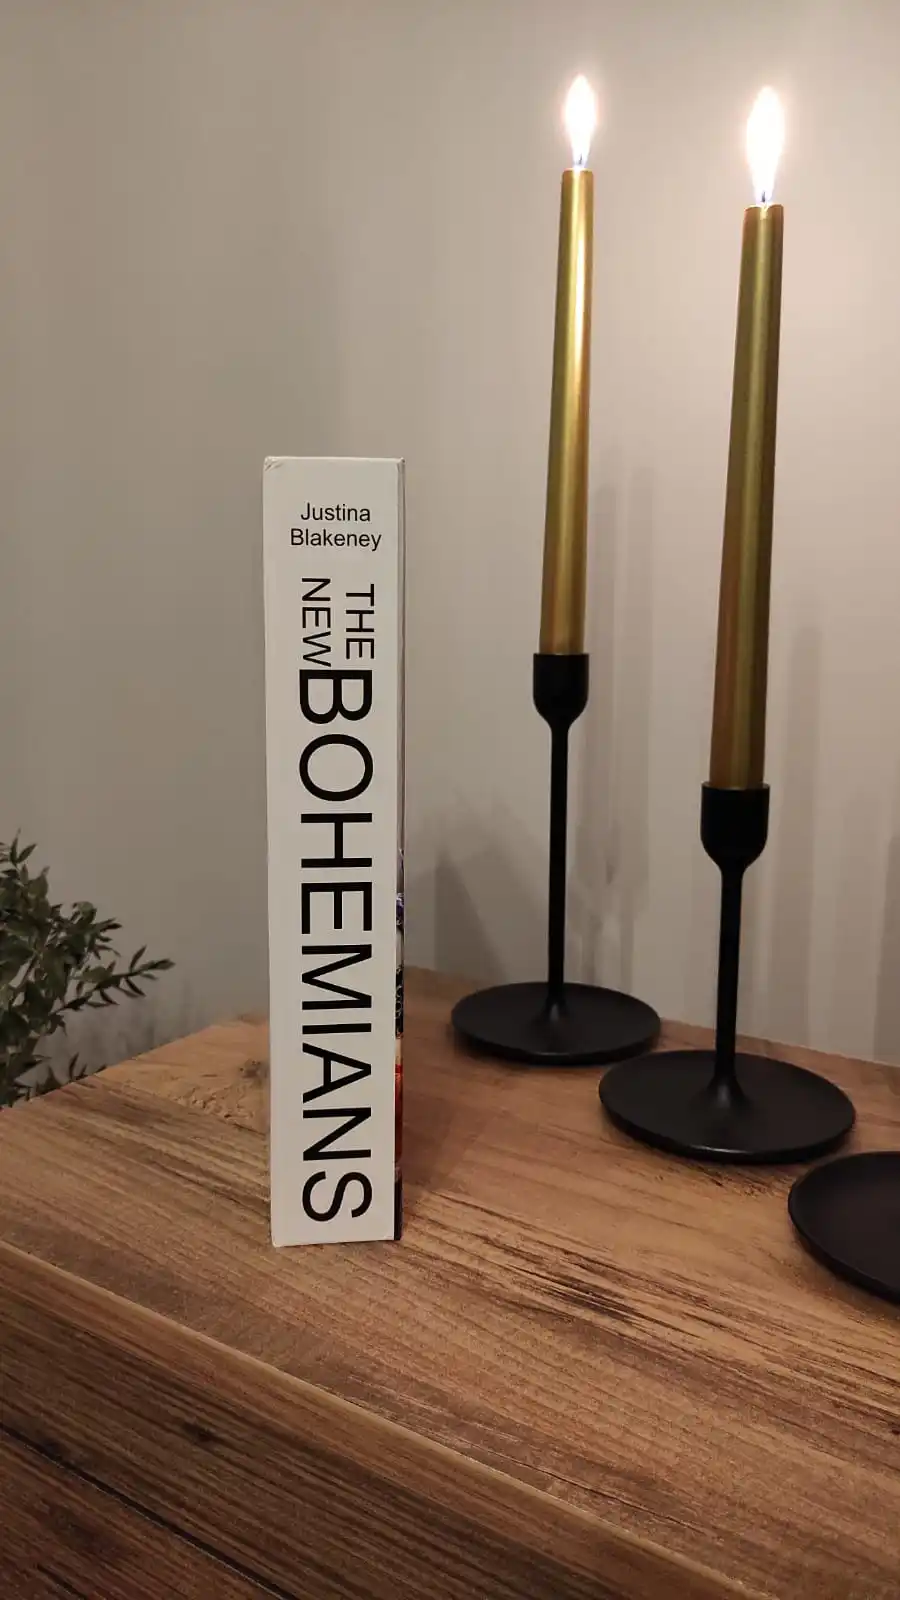 Justina
Blakeney
THE
NEW
BOHEMIANS